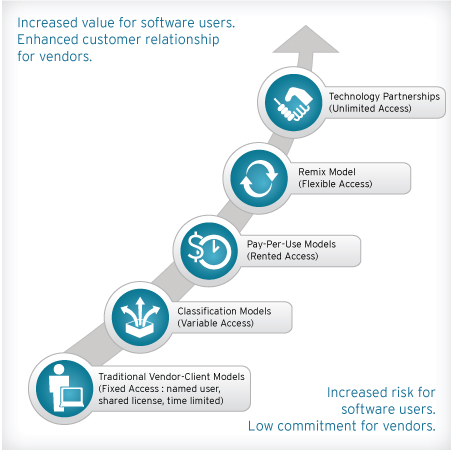 Increased value for software users.
Enhanced customer relationship
for vendors.
Technology Partnerships
(Unlimited Access)
Remix Model
(Flexible Access)
Pay-Per-Use Models
(Rented Access)
Classification Models
(Variable Access)
Traditional Vendor-Client Models
(Fixed Access : named user,
shared license, time limited)
Increased risk for
software users.
Low commitment for vendors.